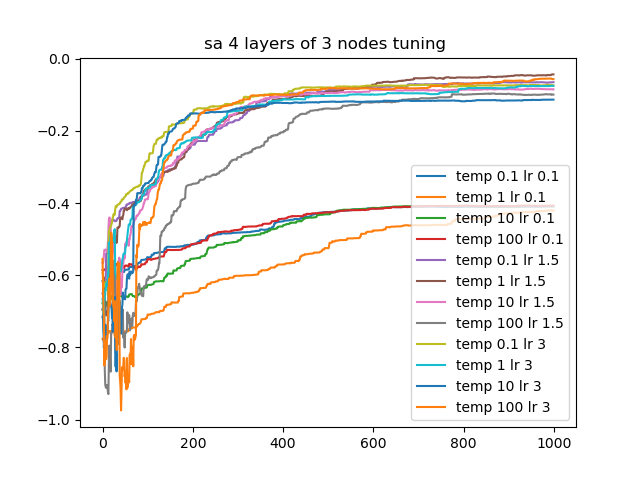 sa 4 layers of 3 nodes tuning
0.0
−0.2
−0.4
−0.6
−0.8
−1.0
0
200
400
600
800
1000
temp 0.1 lr 0.1
temp 1 lr 0.1
temp 10 lr 0.1
temp 100 lr 0.1
temp 0.1 lr 1.5
temp 1 lr 1.5
temp 10 lr 1.5
temp 100 lr 1.5
temp 0.1 lr 3
temp 1 lr 3
temp 10 lr 3
temp 100 lr 3